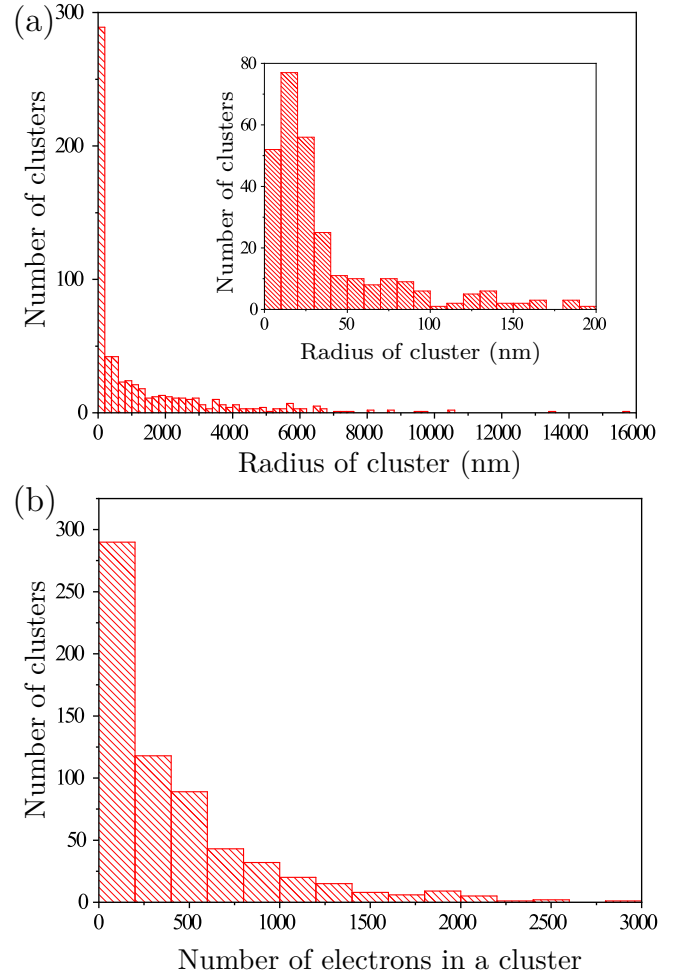 (a)
300
200
100
0
Number of clusters
80
60
40
20
0
Number of clusters
0 50 100 150 200
Radius of cluster (nm)
0 2000 4000 6000 8000 10000 12000 14000 16000
Radius of cluster (nm)
(b)
300
250
200
150
100
50
0
Number of clusters
0 500 1000 1500 2000 2500 3000
Number of electrons in a cluster